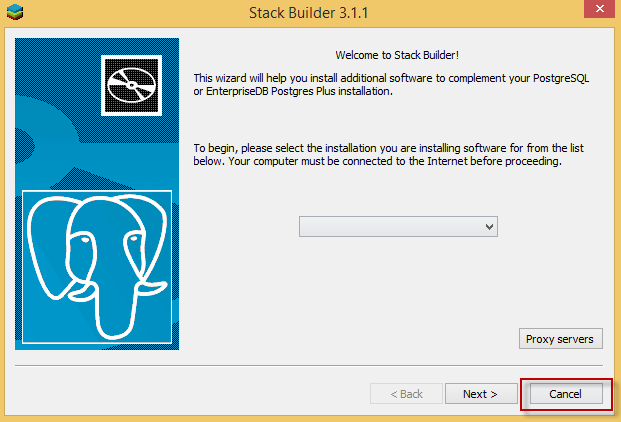 Stack Builder 3.1.1
Welcome to Stack Builder!
This wizard will help you install additional software to complement your PostgreSQL
or EnterpriseDB Postgres Plus installation.
To begin, please select the installation you are installing software for from the list
below. Your computer must be connected to the Internet before proceeding.
Proxy servers
< Back
Next >
Cancel